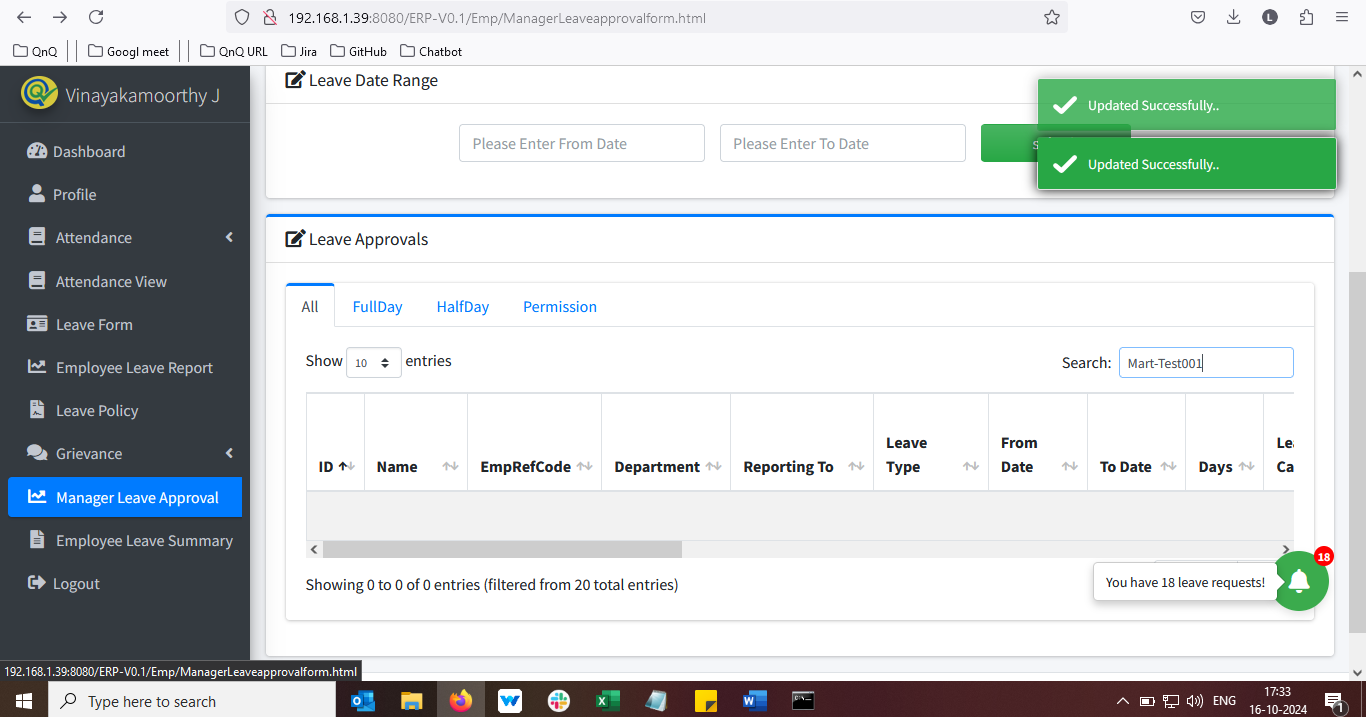 192.168.1.39:8080/ERP-V0.1/Emp/ManagerLeaveapprovalform.html
L
QnQ
Googl meet
QnQ URL
Jira
GitHub
Chatbot
Vinayakamoorthy J
Dashboard
Profile
Attendance
Attendance View
Leave Form
Employee Leave Report
Leave Policy
Grievance
Manager Leave Approval
Employee Leave Summary
Logout
Leave Date Range
Please Enter From Date
Please Enter To Date
Updated Successfully..
Updated Successfully..
Leave Approvals
All
FullDay
HalfDay
Permission
Show 10 entries
Search: Mart-Test001
ID
Name
EmpRefCode
Department
Reporting To
Leave Type
From Date
To Date
Days
Showing 0 to 0 of 0 entries (filtered from 20 total entries)
You have 18 leave requests!
18
192.168.1.39:8080/ERP-V0.1/Emp/ManagerLeaveapprovalform.html
Type here to search
ENG
17:33
16-10-2024
1